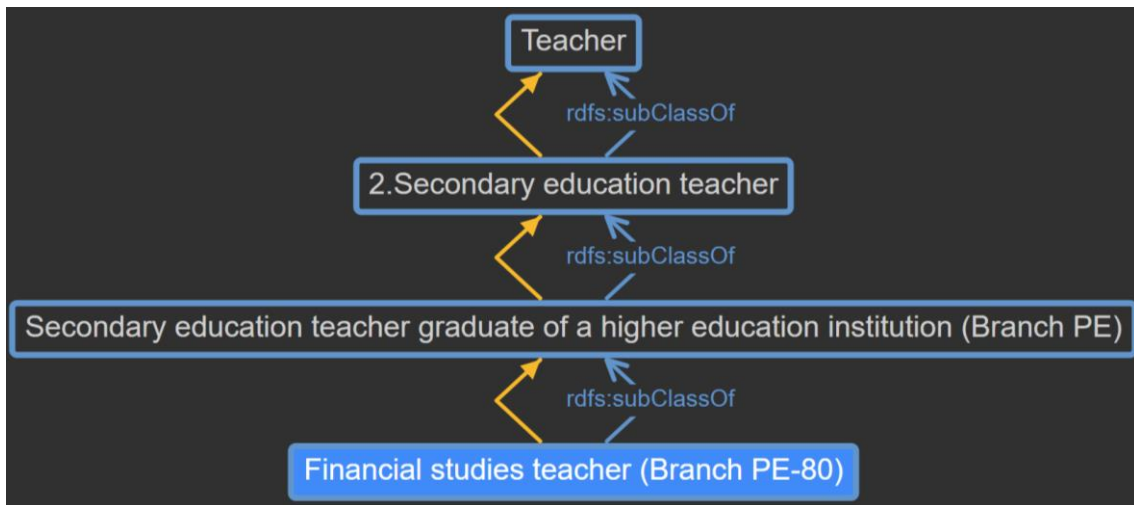 Teacher
rdfs:subClassOf
2.Secondary education teacher
rdfs:subClassOf
Secondary education teacher graduate of a higher education institution (Branch PE)
rdfs:subClassOf
Financial studies teacher (Branch PE-80)